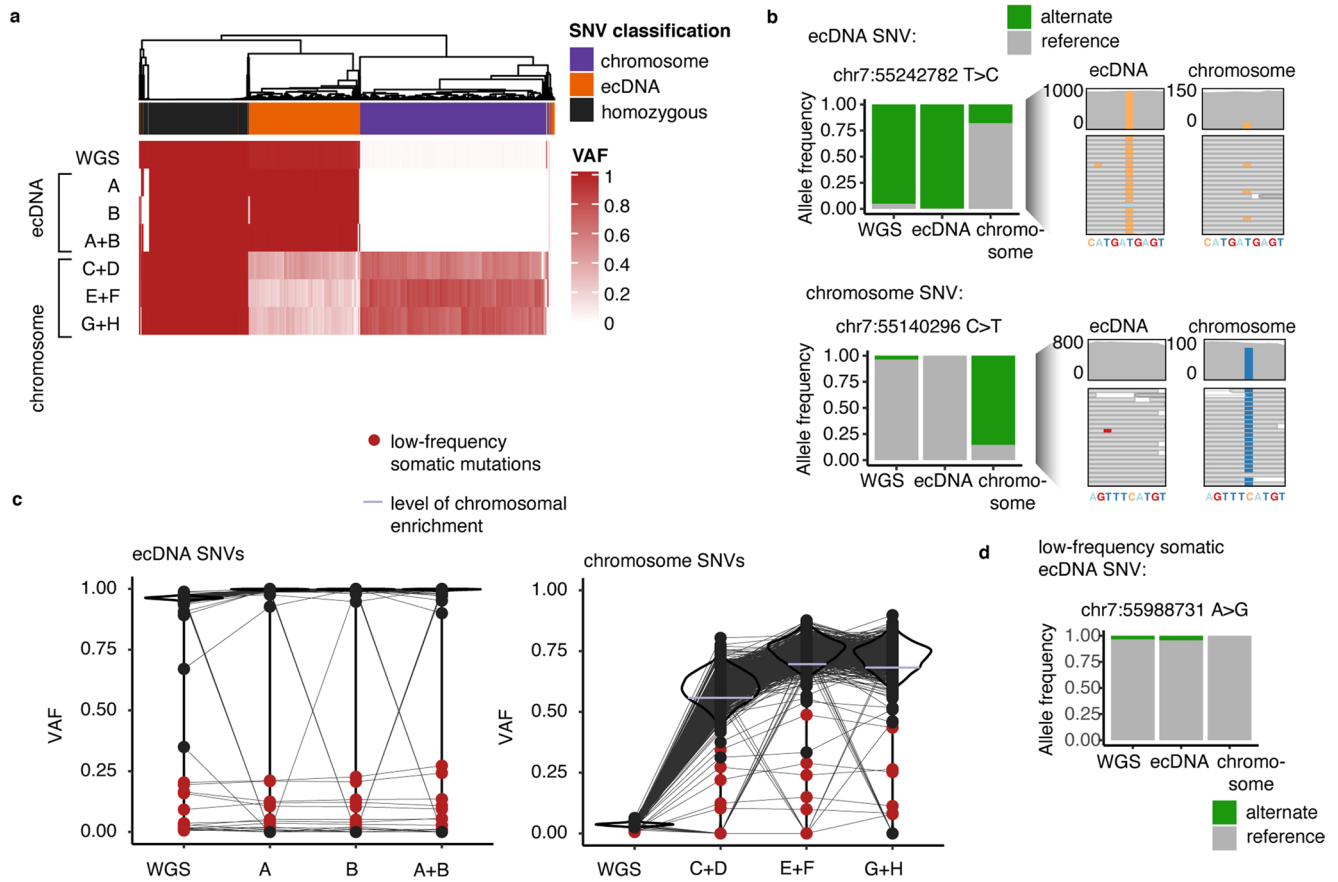 a
SNV classification
chromosome
ecDNA
homozygous
WGS
A
B
A+B
C+D
E+F
G+H
ecDNA
chromosome
VAF
1
0.8
0.6
0.4
0.2
0
b
alternate
reference
ecDNA SNV:
chr7:55242782 T>C
Allele frequency
1.00
0.75
0.50
0.25
0.00
WGS
ecDNA
chromo-
some
ecDNA
chromosome
1000
0
150
0
CATGATGAGT
CATGATGAGT
chromosome SNV:
chr7:55140296 C>T
Allele frequency
1.00
0.75
0.50
0.25
0.00
WGS
ecDNA
chromo-
some
ecDNA
chromosome
800
0
100
0
AGTTTCATGT
AGTTTCATGT
low-frequency
somatic mutations
level of chromosomal
enrichment
c
ecDNA SNVs
VAF
1.00
0.75
0.50
0.25
0.00
WGS
A
B
A+B
chromosome SNVs
VAF
1.00
0.75
0.50
0.25
0.00
WGS
C+D
E+F
G+H
d
low-frequency somatic
ecDNA SNV:
chr7:55988731 A>G
Allele frequency
1.00
0.75
0.50
0.25
0.00
WGS
ecDNA
chromo-
some
alternate
reference